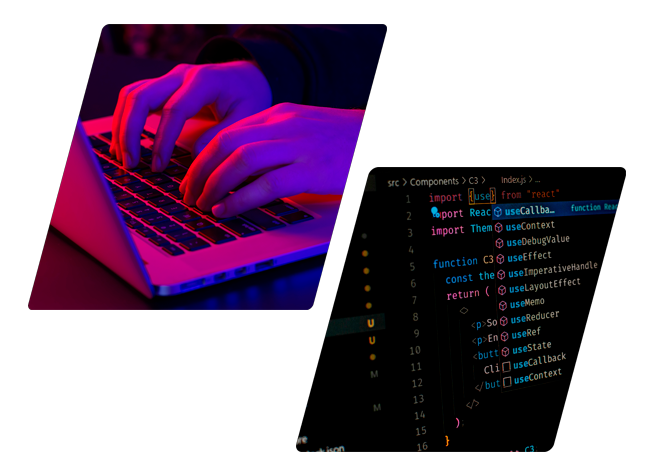 src > Components > C3 > Index.js > ...
1 import {use} from "react"
useCallba... function Reac
2 import Reac
useContext
3 import Them
useDebugValue
4
useEffect
5 function C3
useImperativeHandle
6 const the
useLayoutEffect
7 return (
useMemo
8 <>
useReducer
9 <p>So
useRef
10 <p>En
useState
11 <butt
useCallback
12 Cli
useContext
13 </but
14 </>
15 )
16 }
U
U
M
M
C3